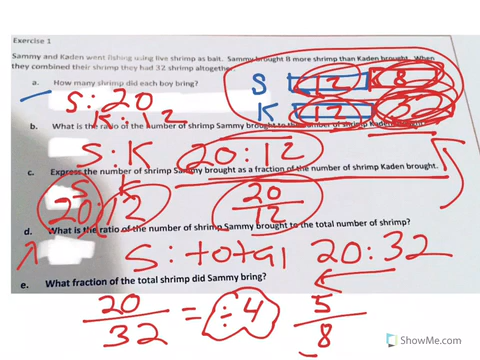 Exercise 1
Sammy and Kaden went fishing using live shrimp as bait. Sammy brought 8 more shrimp than Kaden brought. When
they combined their shrimp they had 32 shrimp altogether.
a. How many shrimp did each boy bring?
S 12 8
K 12
S:20
K:12
b. What is the ratio of the number of shrimp Sammy brought to the number of shrimp Kaden brought?
S:K 20:12
c. Express the number of shrimp Sammy brought as a fraction of the number of shrimp Kaden brought.
S K
20:12 20/12
d. What is the ratio of the number of shrimp Sammy brought to the total number of shrimp?
S:total 20:32
e. What fraction of the total shrimp did Sammy bring?
20/32 = ÷4 5/8
ShowMe.com